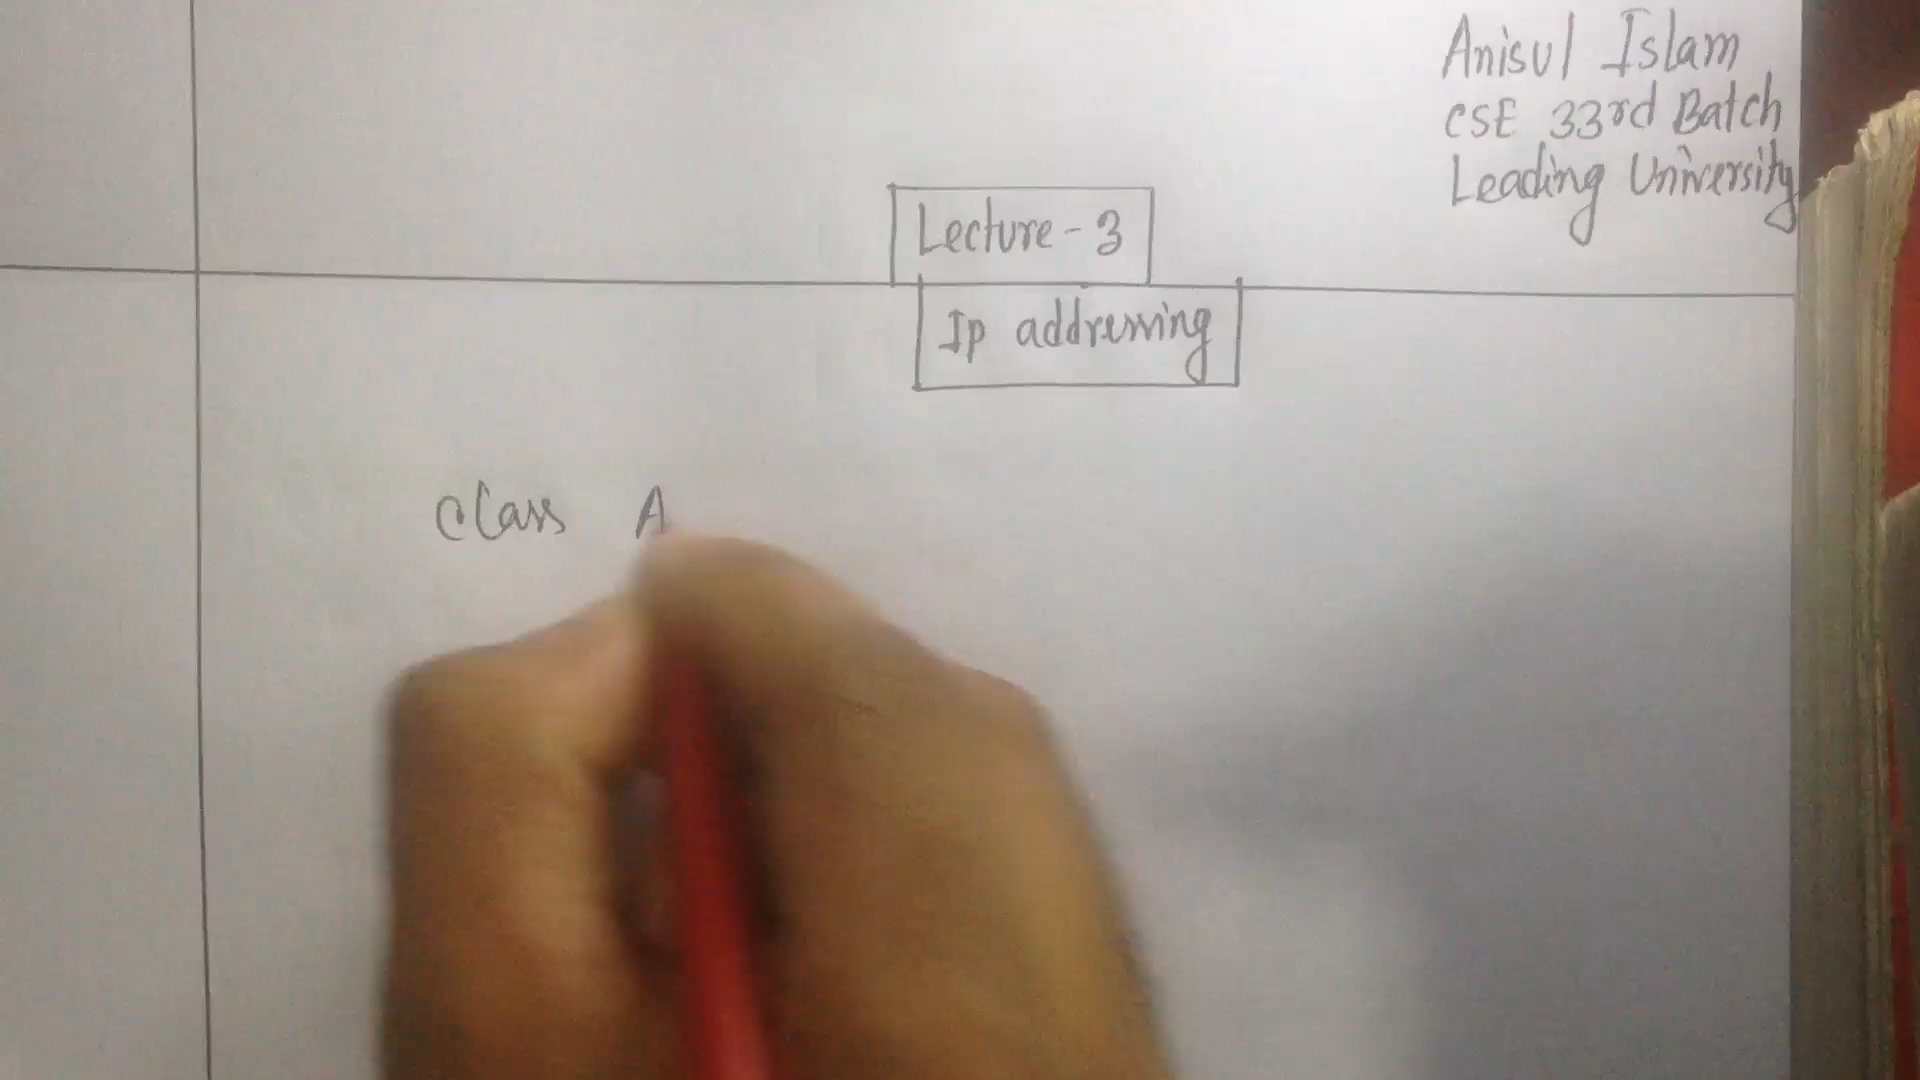 Anisul Islam
CSE 33rd Batch
Leading University
Lecture - 3
Ip addressing
Class A